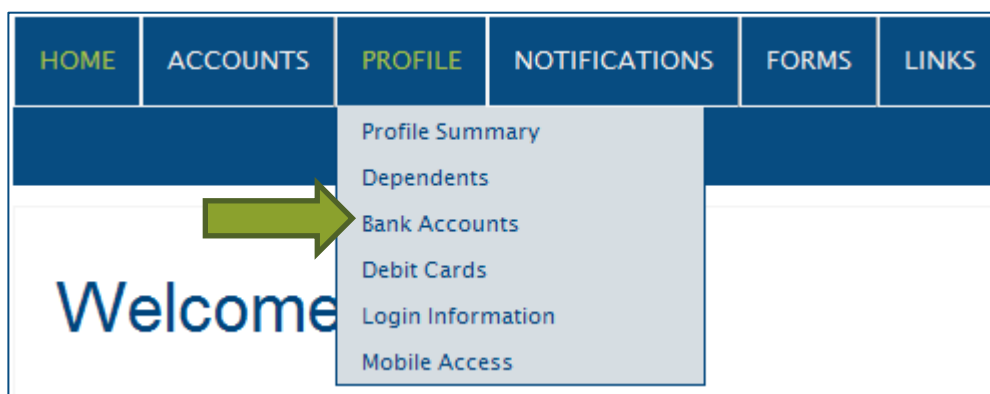 HOME ACCOUNTS PROFILE NOTIFICATIONS FORMS LINKS
Profile Summary
Dependents
Bank Accounts
Debit Cards
Welcome
Login Information
Mobile Access